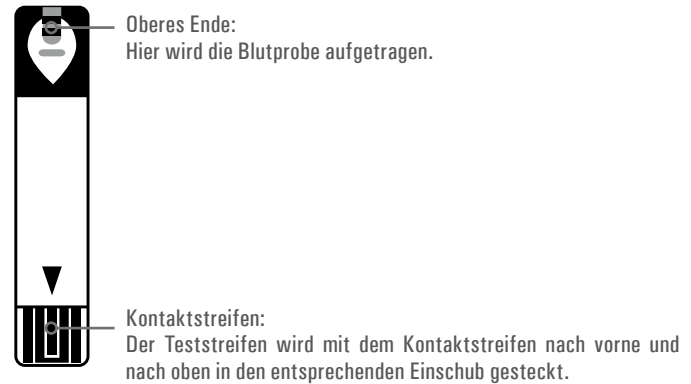 Oberes Ende:
Hier wird die Blutprobe aufgetragen.
Kontaktstreifen:
Der Teststreifen wird mit dem Kontaktstreifen nach vorne und
nach oben in den entsprechenden Einschub gesteckt.